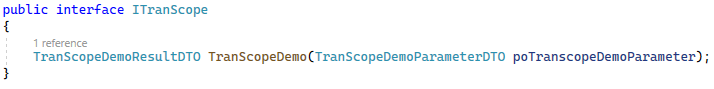 public interface ITranScope
{
1 reference
TranScopeDemoResultDTO TranScopeDemo(TranScopeDemoParameterDTO poTranscopeDemoParameter);
}